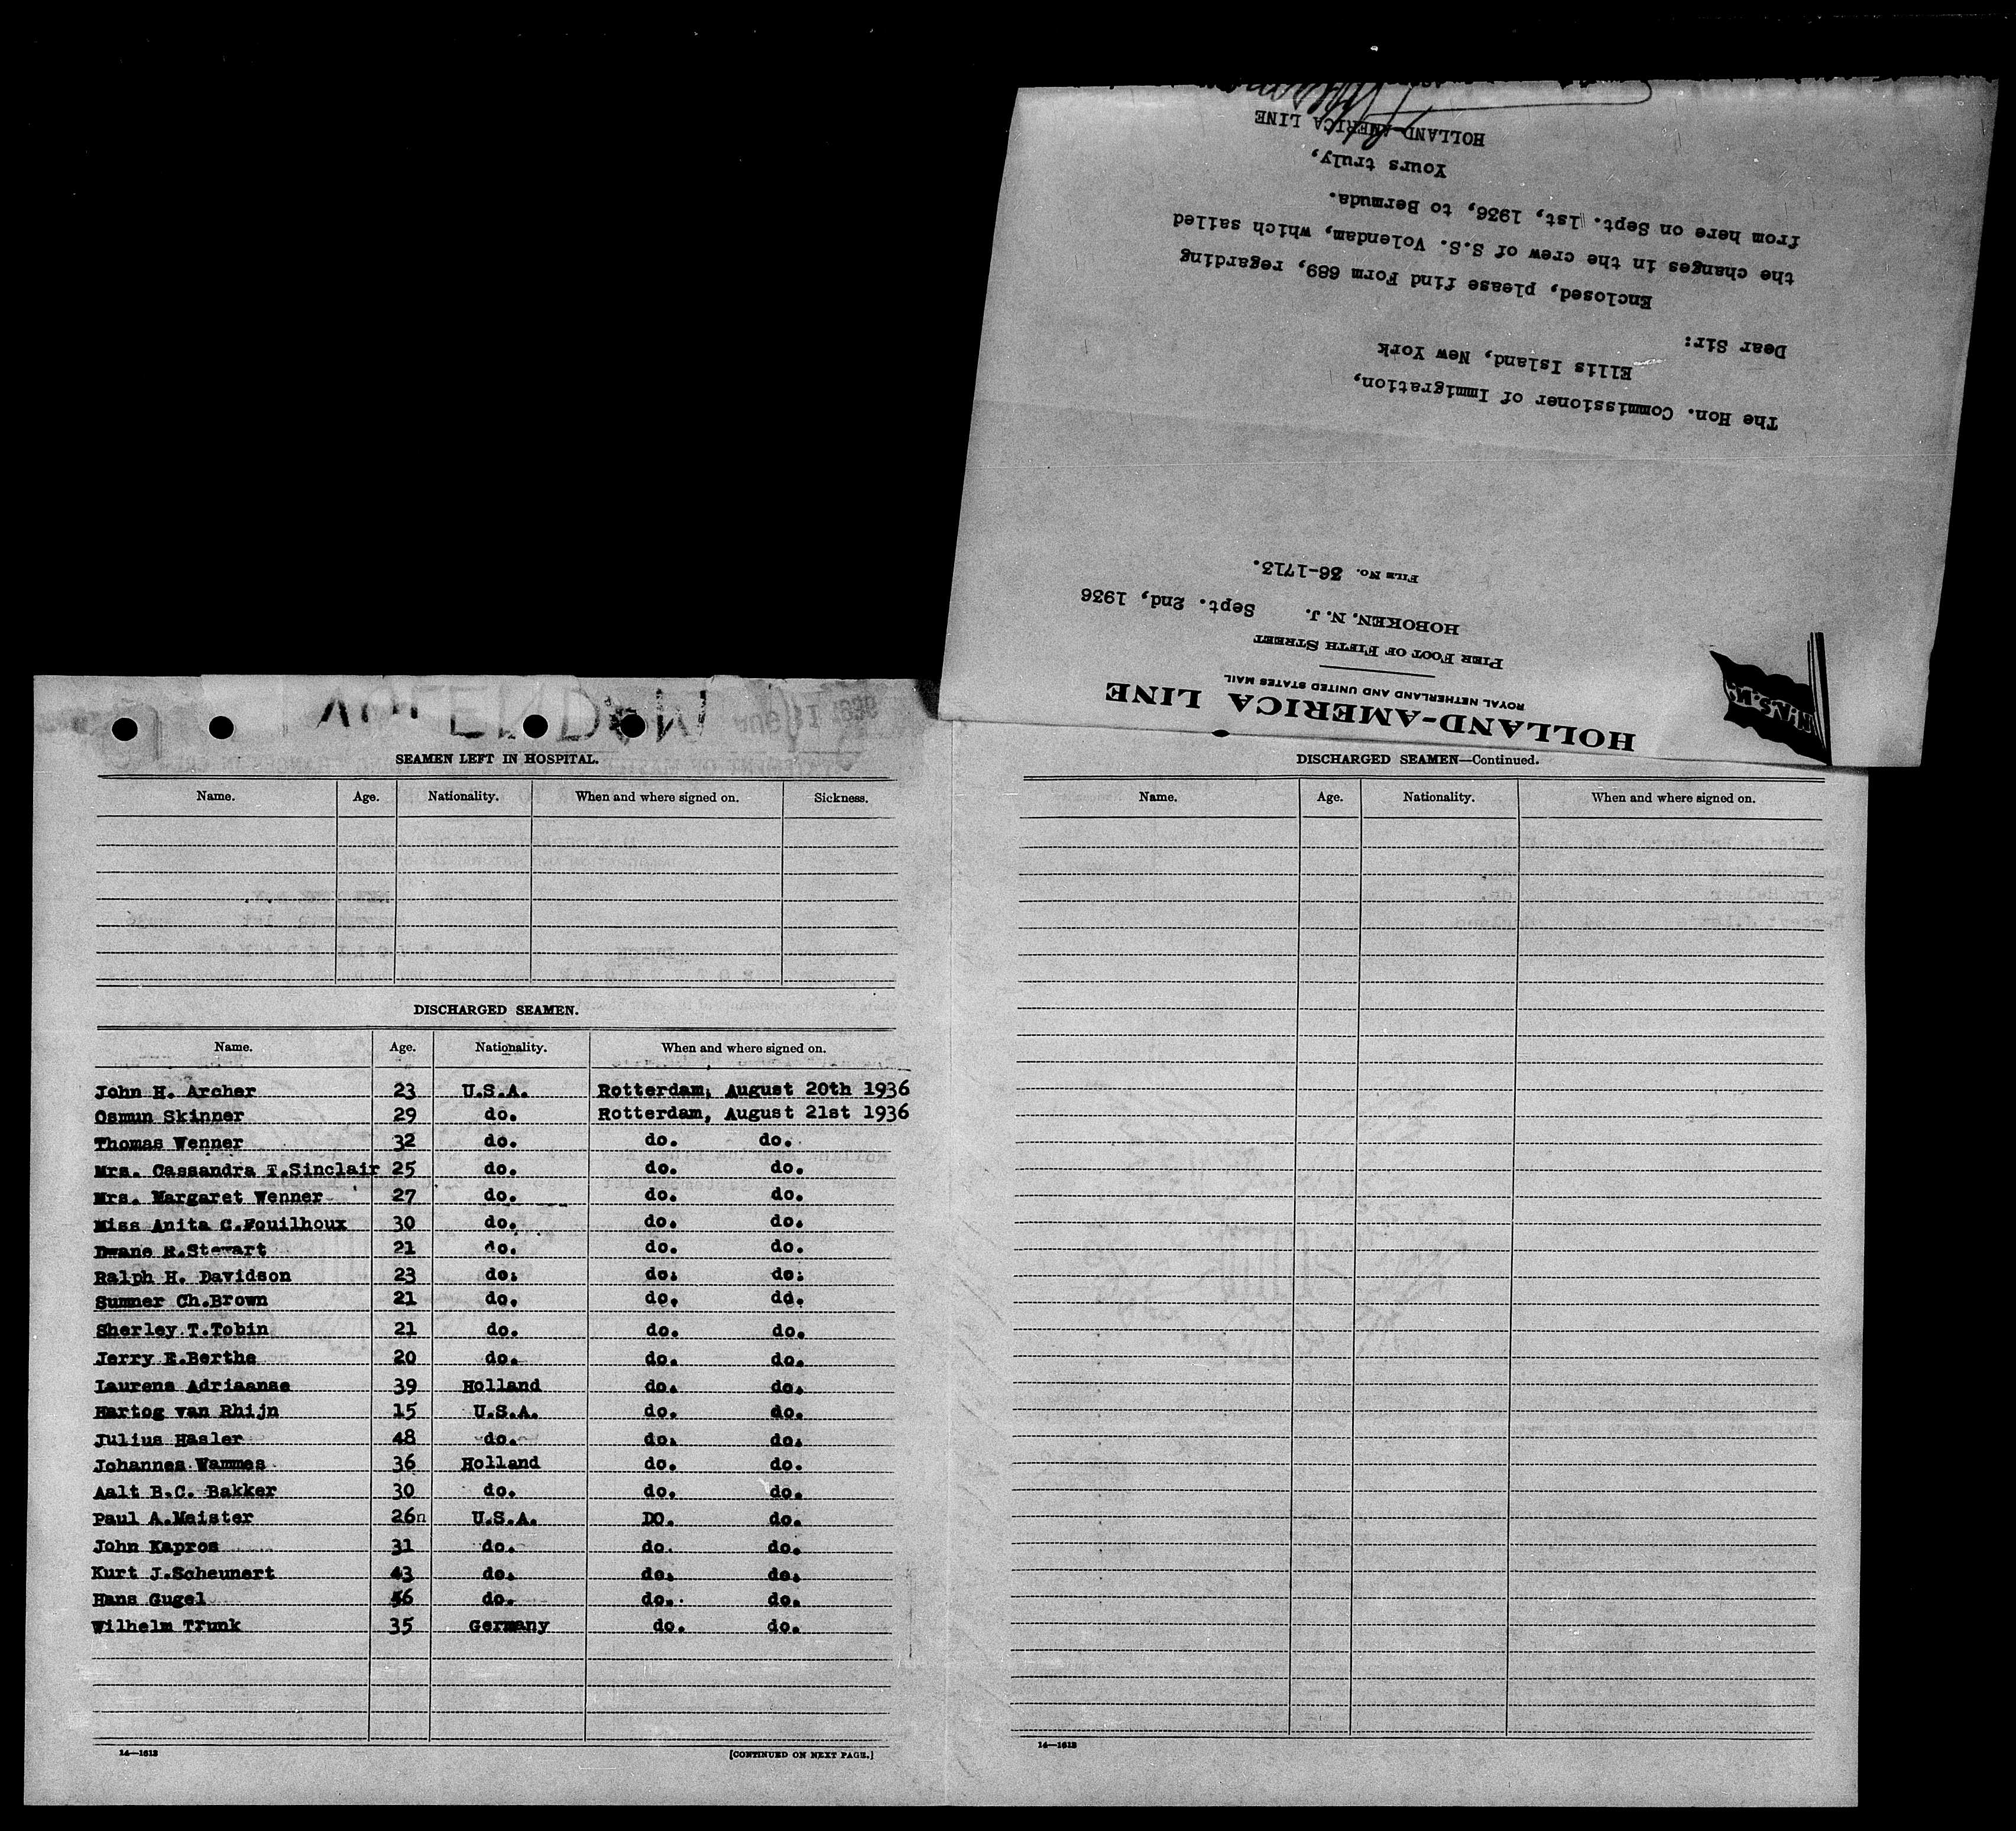 HOLLAND-AMERICA LINE
ROYAL NETHERLAND AND UNITED STATES MAIL
PIER FOOT OF FIFTH STREET
HOBOKEN, N. J. Sept. 2nd, 1936
FILE No. 36-1713.
The Hon. Commissioner of Immigration,
Ellis Island, New York
Dear Sir:
Enclosed, please find Form 689, regarding
the changes in the crew of S.S. Volendam, which sailed
from here on Sept. 1st, 1936, to Bermuda.
Yours truly,
HOLLAND-AMERICA LINE
SEAMEN LEFT IN HOSPITAL.
Name. Age. Nationality. When and where signed on. Sickness.
DISCHARGED SEAMEN.
Name. Age. Nationality. When and where signed on.
John H. Archer 23 U.S.A. Rotterdam, August 20th 1936
Osmun Skinner 29 do. Rotterdam, August 21st 1936
Thomas Wenner 32 do. do. do.
Mrs. Cassandra T.Sinclair 25 do. do. do.
Mrs. Margaret Wenner 27 do. do. do.
Miss Anita C.Fouilhoux 30 do. do. do.
Dwane R.Stewart 21 do. do. do.
Ralph H. Davidson 23 do. do. do.
Sumner Ch.Brown 21 do. do. dd.
Sherley T.Tobin 21 do. do. do.
Jerry E.Berthe 20 do. do. do.
Laurens Adriaanse 39 Holland do. do.
Hartog van Rhijn 15 U.S.A. do. do.
Julius Hasler 48 do. do. do.
Johannes Wammes 36 Holland do. do.
Aalt B.C. Bakker 30 do. do. do.
Paul A.Meister 26n U.S.A. DO. do.
John Kapros 31 do. do. do.
Kurt J.Scheunert 43 do. do. do.
Hans Gugel do. do. do.
Wilhelm Trunk 35 Germany do. do.
14—1613
[CONTINUED ON NEXT PAGE.]
DISCHARGED SEAMEN—Continued.
Name. Age. Nationality. When and where signed on.
14—1613